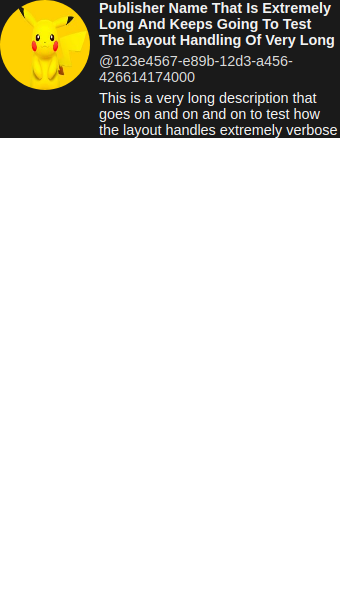 Publisher Name That Is Extremely
Long And Keeps Going To Test
The Layout Handling Of Very Long
@123e4567-e89b-12d3-a456-
426614174000
This is a very long description that
goes on and on and on to test how
the layout handles extremely verbose